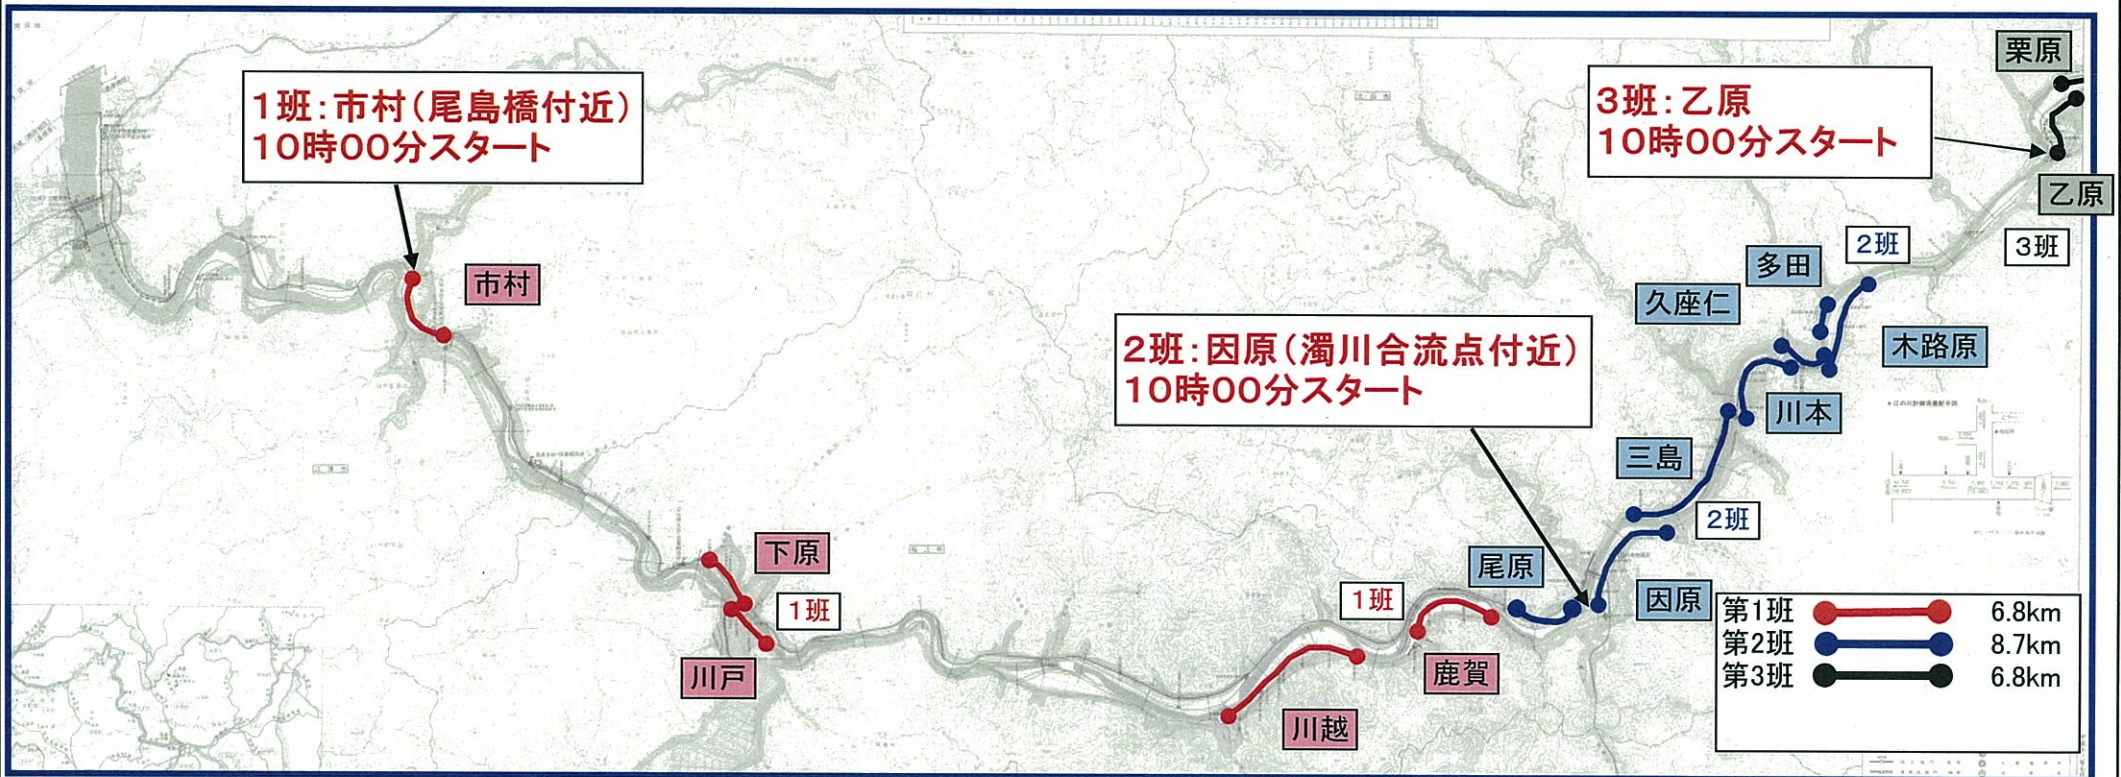 栗原
1班:市村(尾島橋付近)
10時00分スタート
3班:乙原
10時00分スタート
乙原
3班
2班
多田
市村
久座仁
木路原
2班:因原(濁川合流点付近)
10時00分スタート
川本
三島
2班
下原
尾原
因原
1班
1班
川戸
鹿賀
川越
第1班 6.8km
第2班 8.7km
第3班 6.8km